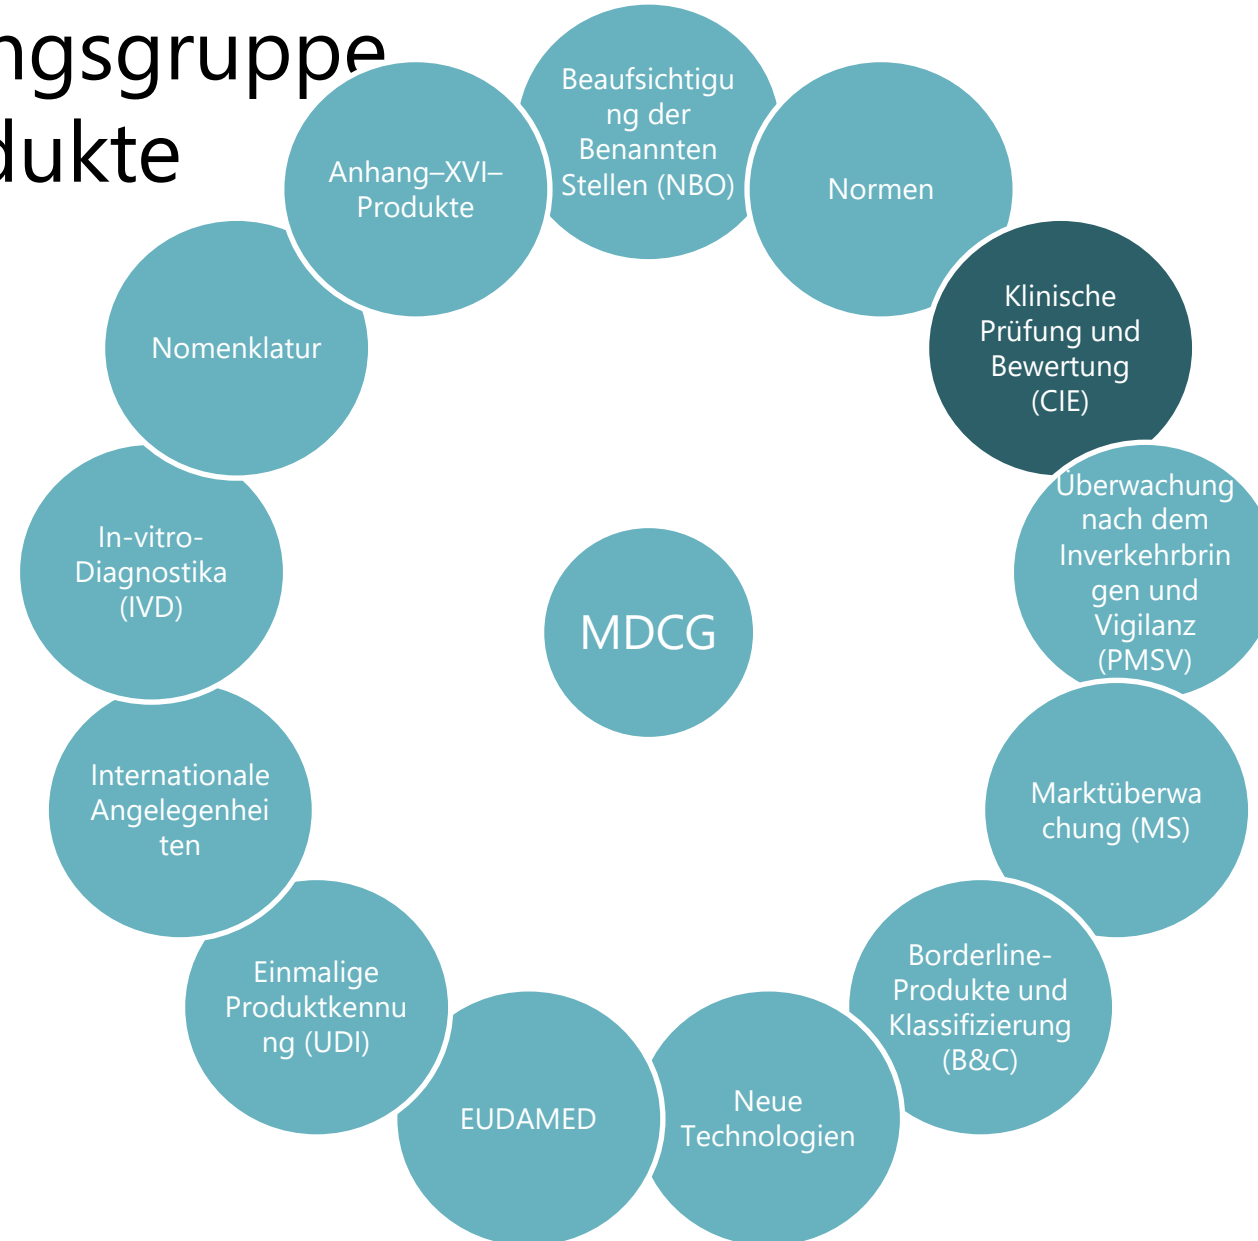 ngsgruppe
dukte
Beaufsichtigu
ng der
Benannten
Stellen (NBO)
Normen
Klinische
Prüfung und
Bewertung
(CIE)
Überwachung
nach dem
Inverkehrbrin
gen und
Vigilanz
(PMSV)
Marktüberwa
chung (MS)
Borderline-
Produkte und
Klassifizierung
(B&C)
Neue
Technologien
EUDAMED
Einmalige
Produktkennu
ng (UDI)
Internationale
Angelegenhei
ten
In-vitro-
Diagnostika
(IVD)
Nomenklatur
Anhang–XVI–
Produkte
MDCG